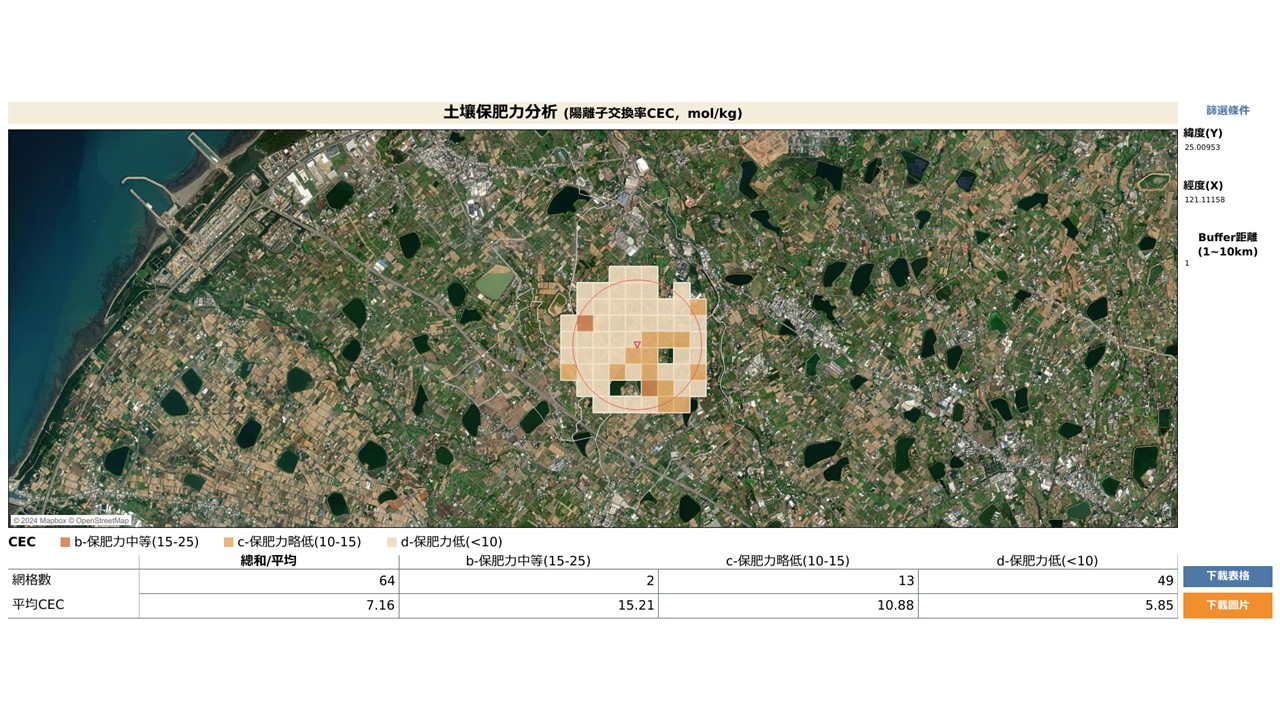 土壤保肥力分析 (陽離子交換率CEC，mol/kg)
篩選條件
緯度(Y)
25.00953
經度(X)
121.11158
Buffer距離
(1~10km)
1
© 2024 Mapbox © OpenStreetMap
CEC b-保肥力中等(15-25) c-保肥力略低(10-15) d-保肥力低(<10)
總和/平均 b-保肥力中等(15-25) c-保肥力略低(10-15) d-保肥力低(<10)
網格數 64 2 13 49
平均CEC 7.16 15.21 10.88 5.85
下載表格
下載圖片